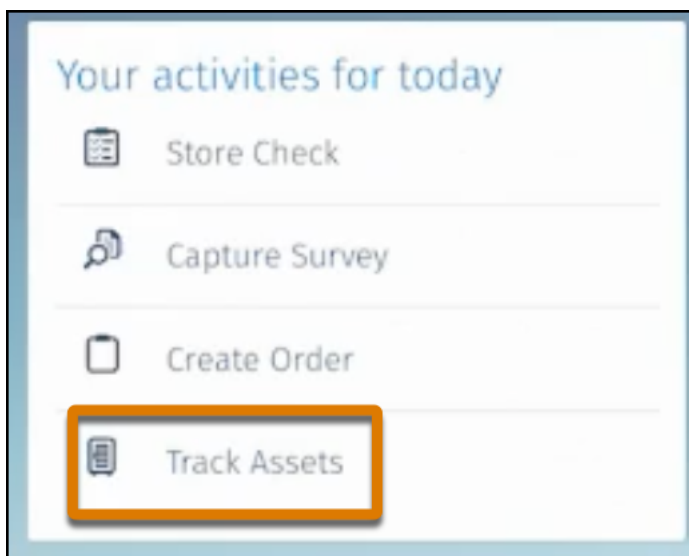 Your activities for today
Store Check
Capture Survey
Create Order
Track Assets